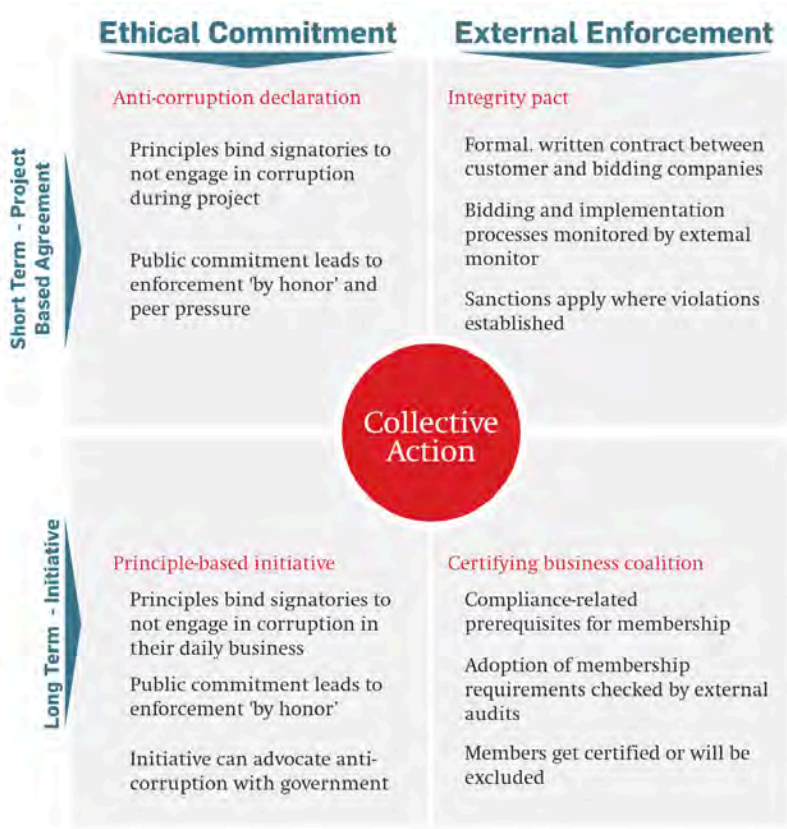 Ethical Commitment
External Enforcement
Short Term - Project
Based Agreement
Anti-corruption declaration
Principles bind signatories to
not engage in corruption
during project
Public commitment leads to
enforcement 'by honor' and
peer pressure
Integrity pact
Formal. written contract between
customer and bidding companies
Bidding and implementation
processes monitored by extemal
monitor
Sanctions apply where violations
established
Collective
Action
Long Term - Initiative
Principle-based initiative
Principles bind signatories to
not engage in corruption in
their daily business
Public commitment leads to
enforcement 'by honor'
Initiative can advocate anti-
corruption with government
Certifying business coalition
Compliance-related
prerequisites for membership
Adoption of membership
requirements checked by external
audits
Members get certified or will be
excluded